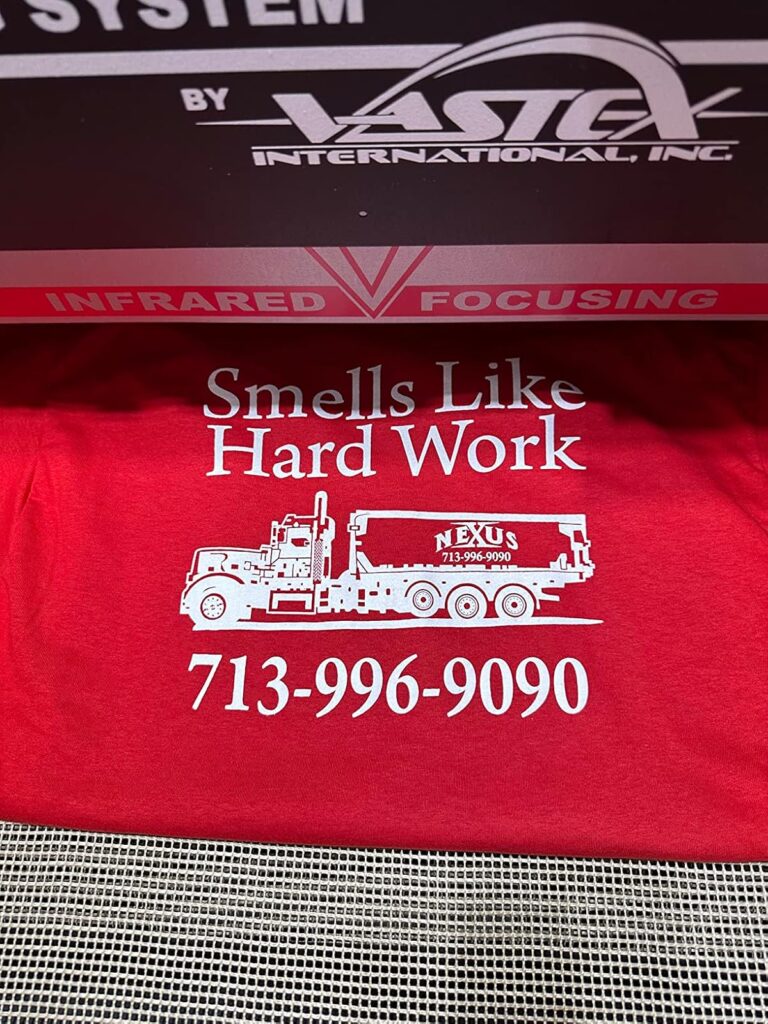 SYSTEM
BY VASTEX
INTERNATIONAL, INC.
INFRARED FOCUSING
Smells Like
Hard Work
NEXUS
713-996-9090
713-996-9090